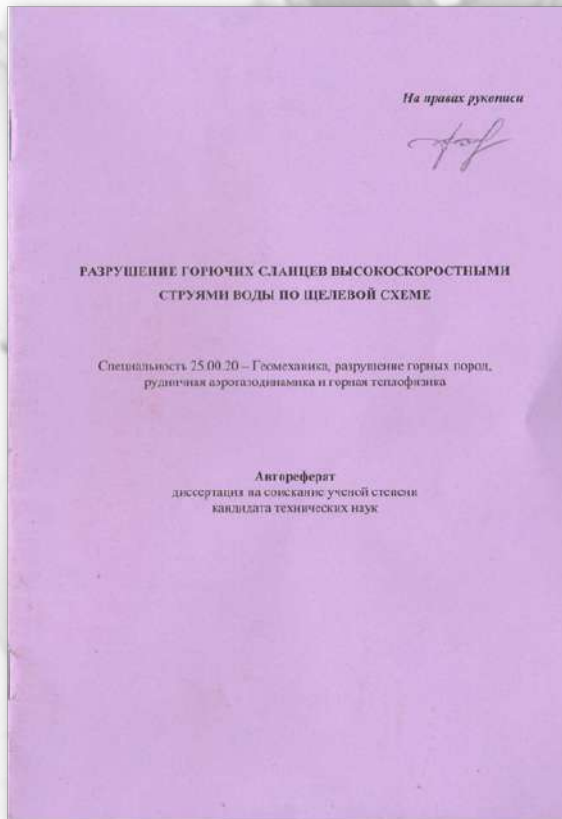 На правах рукописи
РАЗРУШЕНИЕ ГОРЮЧИХ СЛАНЦЕВ ВЫСОКОСКОРОСТНЫМИ
СТРУЯМИ ВОДЫ ПО ЩЕЛЕВОЙ СХЕМЕ
Специальность 25.00.20 – Геомеханика, разрушение горных пород,
рудничная аэрогазодинамика и горная теплофизика
Автореферат
диссертация на соискание ученой степени
кандидата технических наук